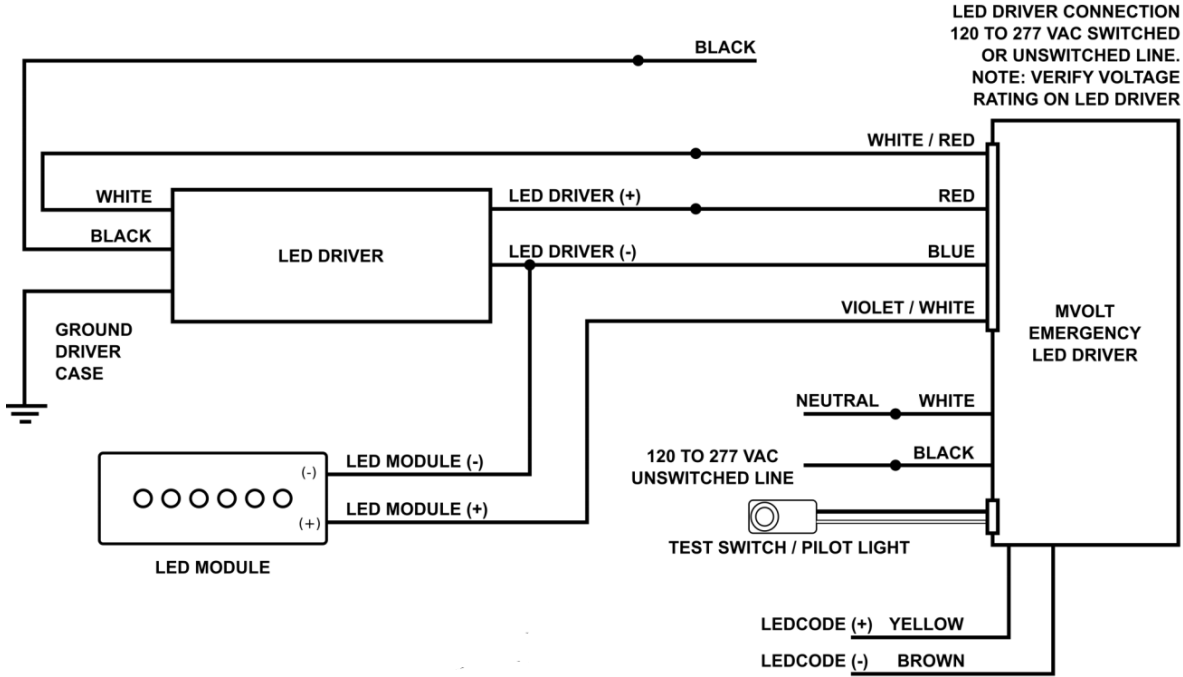 LED DRIVER CONNECTION
120 TO 277 VAC SWITCHED
OR UNSWITCHED LINE.
NOTE: VERIFY VOLTAGE
RATING ON LED DRIVER
BLACK
WHITE / RED
WHITE
LED DRIVER (+)
RED
BLACK
LED DRIVER
LED DRIVER (-)
BLUE
VIOLET / WHITE
MVOLT
EMERGENCY
LED DRIVER
GROUND
DRIVER
CASE
NEUTRAL
WHITE
120 TO 277 VAC
UNSWITCHED LINE
BLACK
(-)
LED MODULE (-)
(+)
LED MODULE (+)
LED MODULE
TEST SWITCH / PILOT LIGHT
LEDCODE (+) YELLOW
LEDCODE (-) BROWN